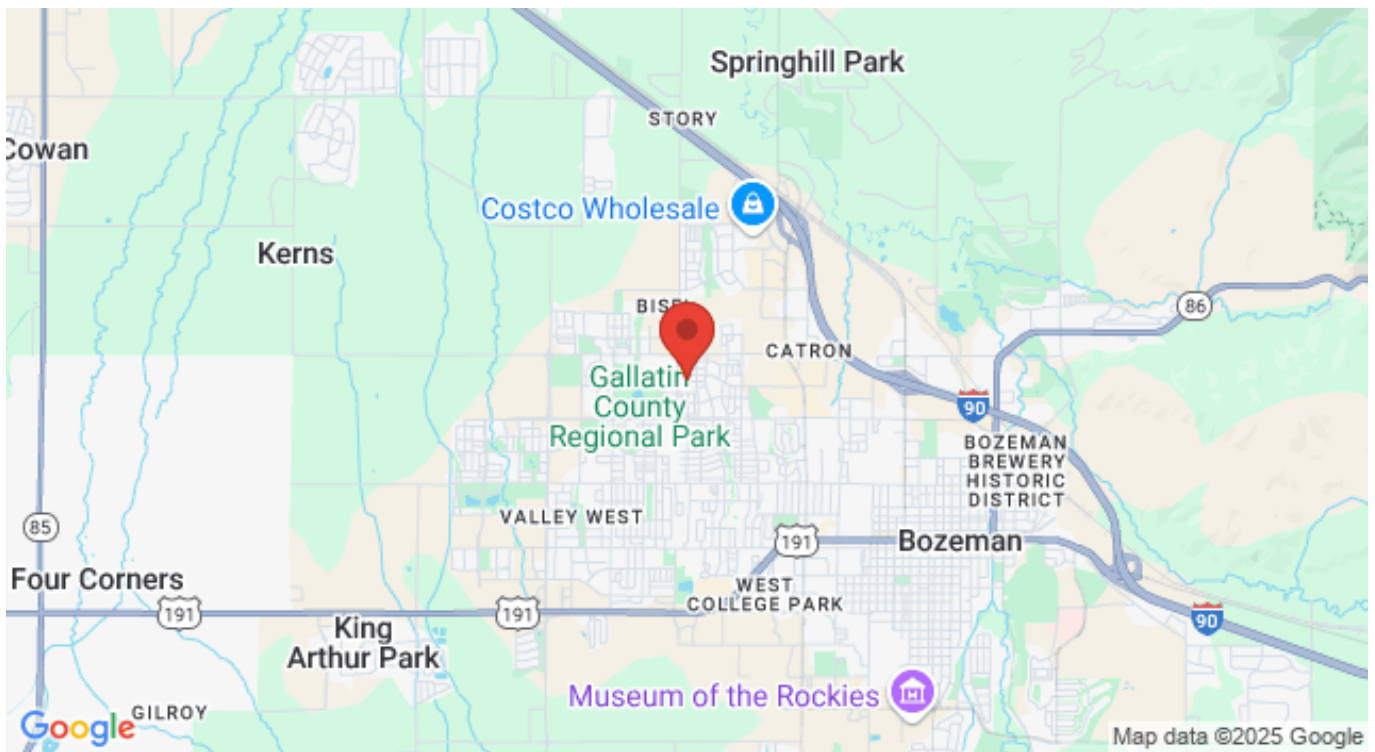 Springhill Park
STORY
Cowan
Costco Wholesale
Kerns
86
CATRON
Gallatin
County
Regional Park
90
BOZEMAN
BREWERY
HISTORIC
DISTRICT
VALLEY WEST
85
191
Bozeman
Four Corners
WEST
COLLEGE PARK
191
191
90
King
Arthur Park
Museum of the Rockies
GILROY
Google
Map data ©2025 Google